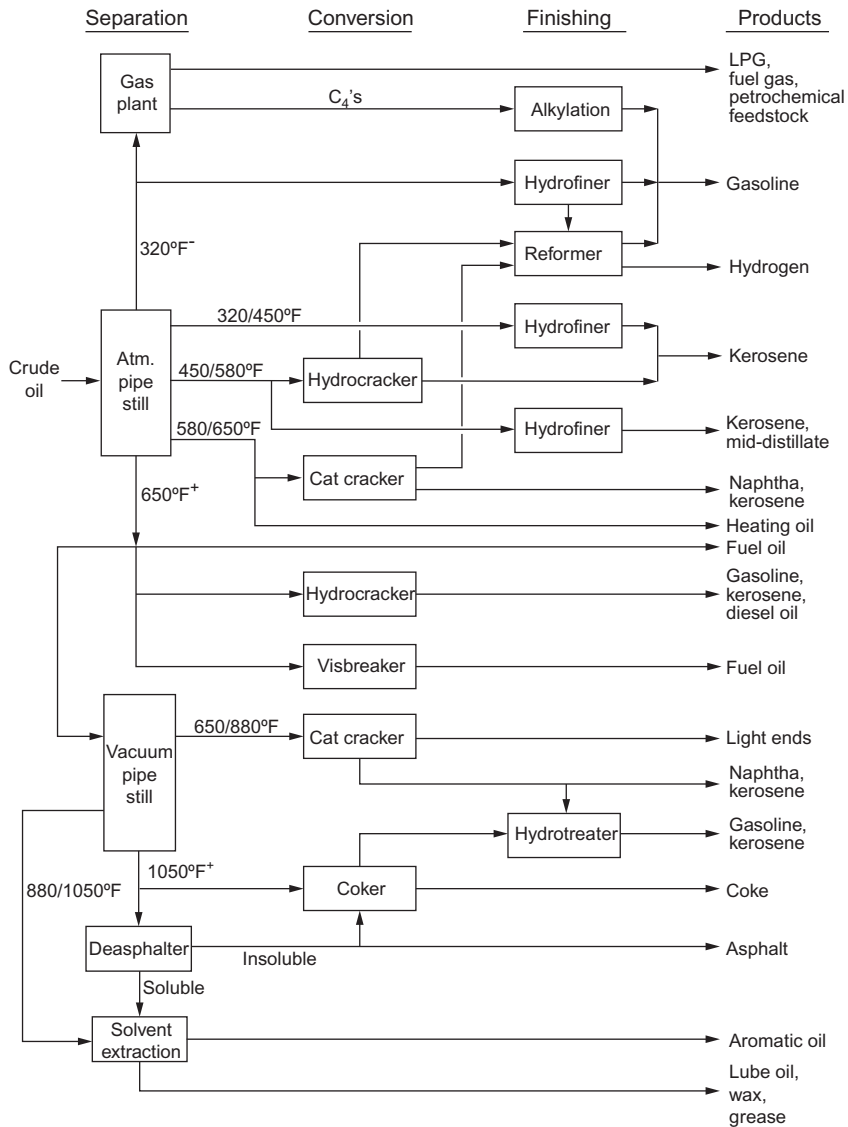 Separation
Conversion
Finishing
Products
Gas
plant
LPG,
fuel gas,
petrochemical
feedstock
C₄'s
Alkylation
Hydrofiner
Gasoline
320ºF⁻
Reformer
Hydrogen
Crude
oil
Atm.
pipe
still
320/450ºF
Hydrofiner
Kerosene
450/580ºF
Hydrocracker
Hydrofiner
Kerosene,
mid-distillate
580/650ºF
Cat cracker
Naphtha,
kerosene
650ºF⁺
Heating oil
Fuel oil
Hydrocracker
Gasoline,
kerosene,
diesel oil
Visbreaker
Fuel oil
Vacuum
pipe
still
650/880ºF
Cat cracker
Light ends
Naphtha,
kerosene
Hydrotreater
Gasoline,
kerosene
880/1050ºF
1050ºF⁺
Coker
Coke
Deasphalter
Insoluble
Asphalt
Soluble
Solvent
extraction
Aromatic oil
Lube oil,
wax,
grease